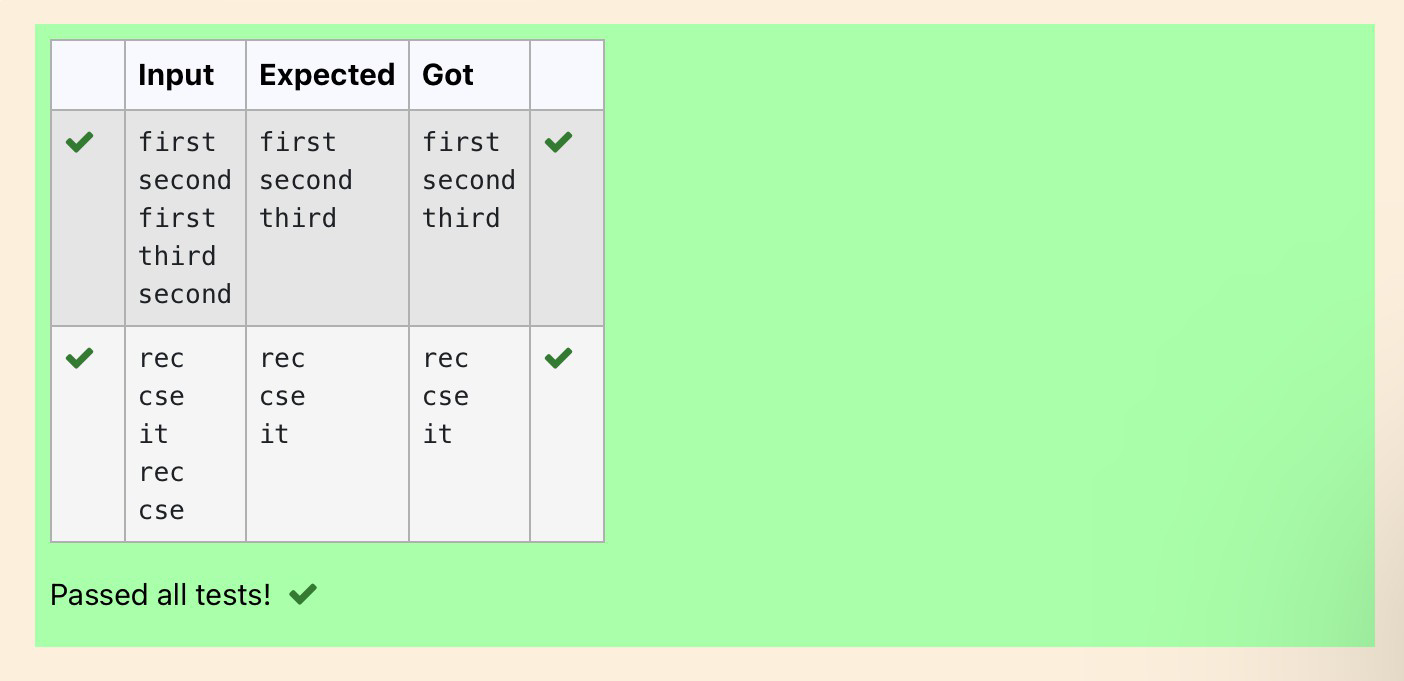 Input Expected Got
first first first
second second second
first third third
third
second
rec rec rec
cse cse cse
it it it
rec
cse
Passed all tests!